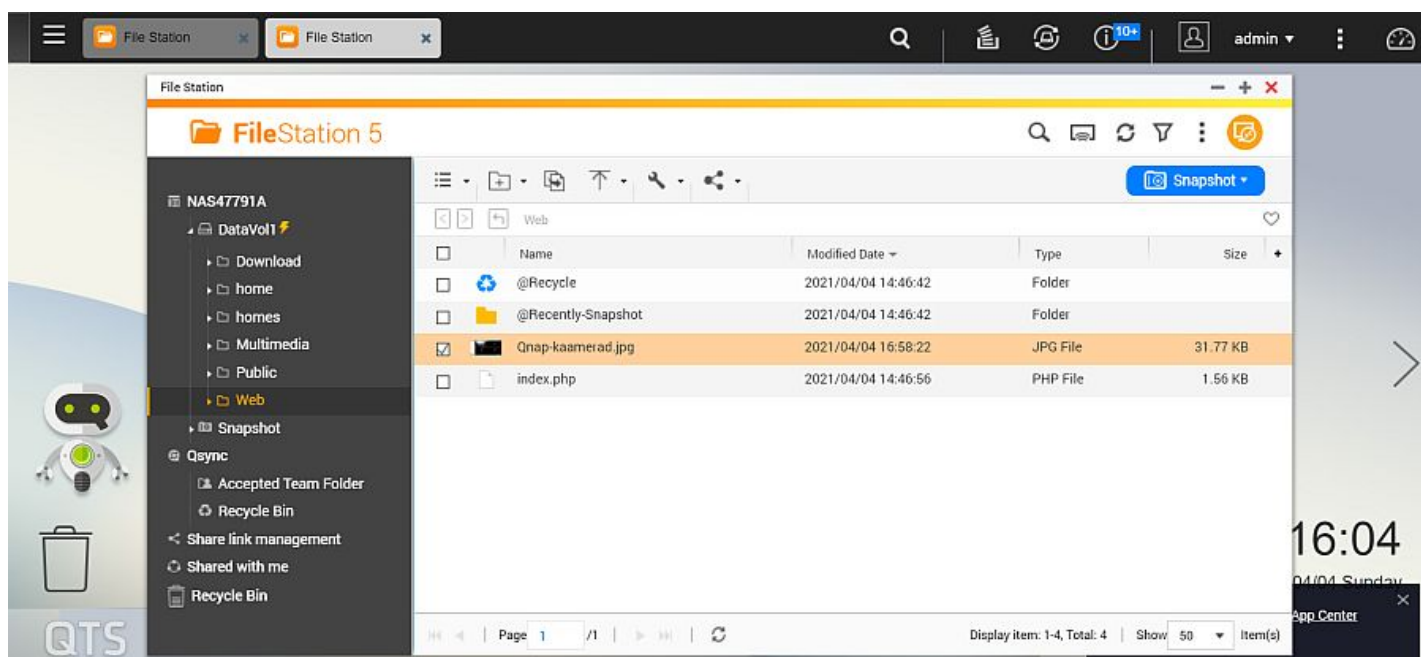 File Station
File Station
10+
admin
File Station
FileStation 5
NAS47791A
DataVol1
Download
home
homes
Multimedia
Public
Web
Snapshot
Qsync
Accepted Team Folder
Recycle Bin
Share link management
Shared with me
Recycle Bin
Snapshot
Web
Name Modified Date Type Size
@Recycle 2021/04/04 14:46:42 Folder
@Recently-Snapshot 2021/04/04 14:46:42 Folder
Qnap-kaamerad.jpg 2021/04/04 16:58:22 JPG File 31.77 KB
index.php 2021/04/04 14:46:56 PHP File 1.56 KB
Page 1 /1
Display item: 1-4, Total: 4 | Show 50 Item(s)
16:04
04/04 Sunday
App Center
QTS